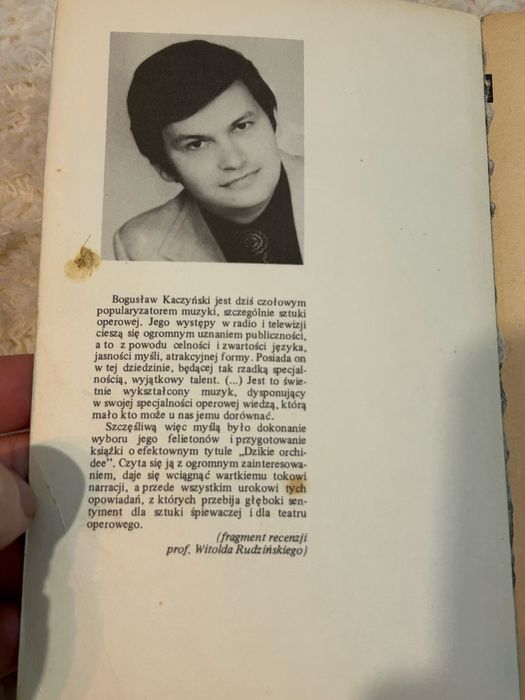 Bogusław Kaczyński jest dziś czołowym
popularyzatorem muzyki, szczególnie sztuki
operowej. Jego występy w radio i telewizji
cieszą się ogromnym uznaniem publiczności,
a to z powodu celności i zwartości języka,
jasności myśli, atrakcyjnej formy. Posiada on
w tej dziedzinie, będącej tak rzadką specjal-
nością, wyjątkowy talent. (...) Jest to świet-
nie wykształcony muzyk, dysponujący
w swojej specjalności operowej wiedzą, którą
mało kto może u nas jemu dorównać.
Szczęśliwą więc myślą było dokonanie
wyboru jego felietonów i przygotowanie
książki o efektownym tytule „Dzikie orchi-
dee”. Czyta się ją z ogromnym zainteresowa-
niem, daje się wciągnąć wartkiemu tokowi
narracji, a przede wszystkim urokowi tych
opowiadań, z których przebija głęboki sen-
tyment dla sztuki śpiewaczej i dla teatru
operowego.
(fragment recenzji
prof. Witolda Rudzińskiego)